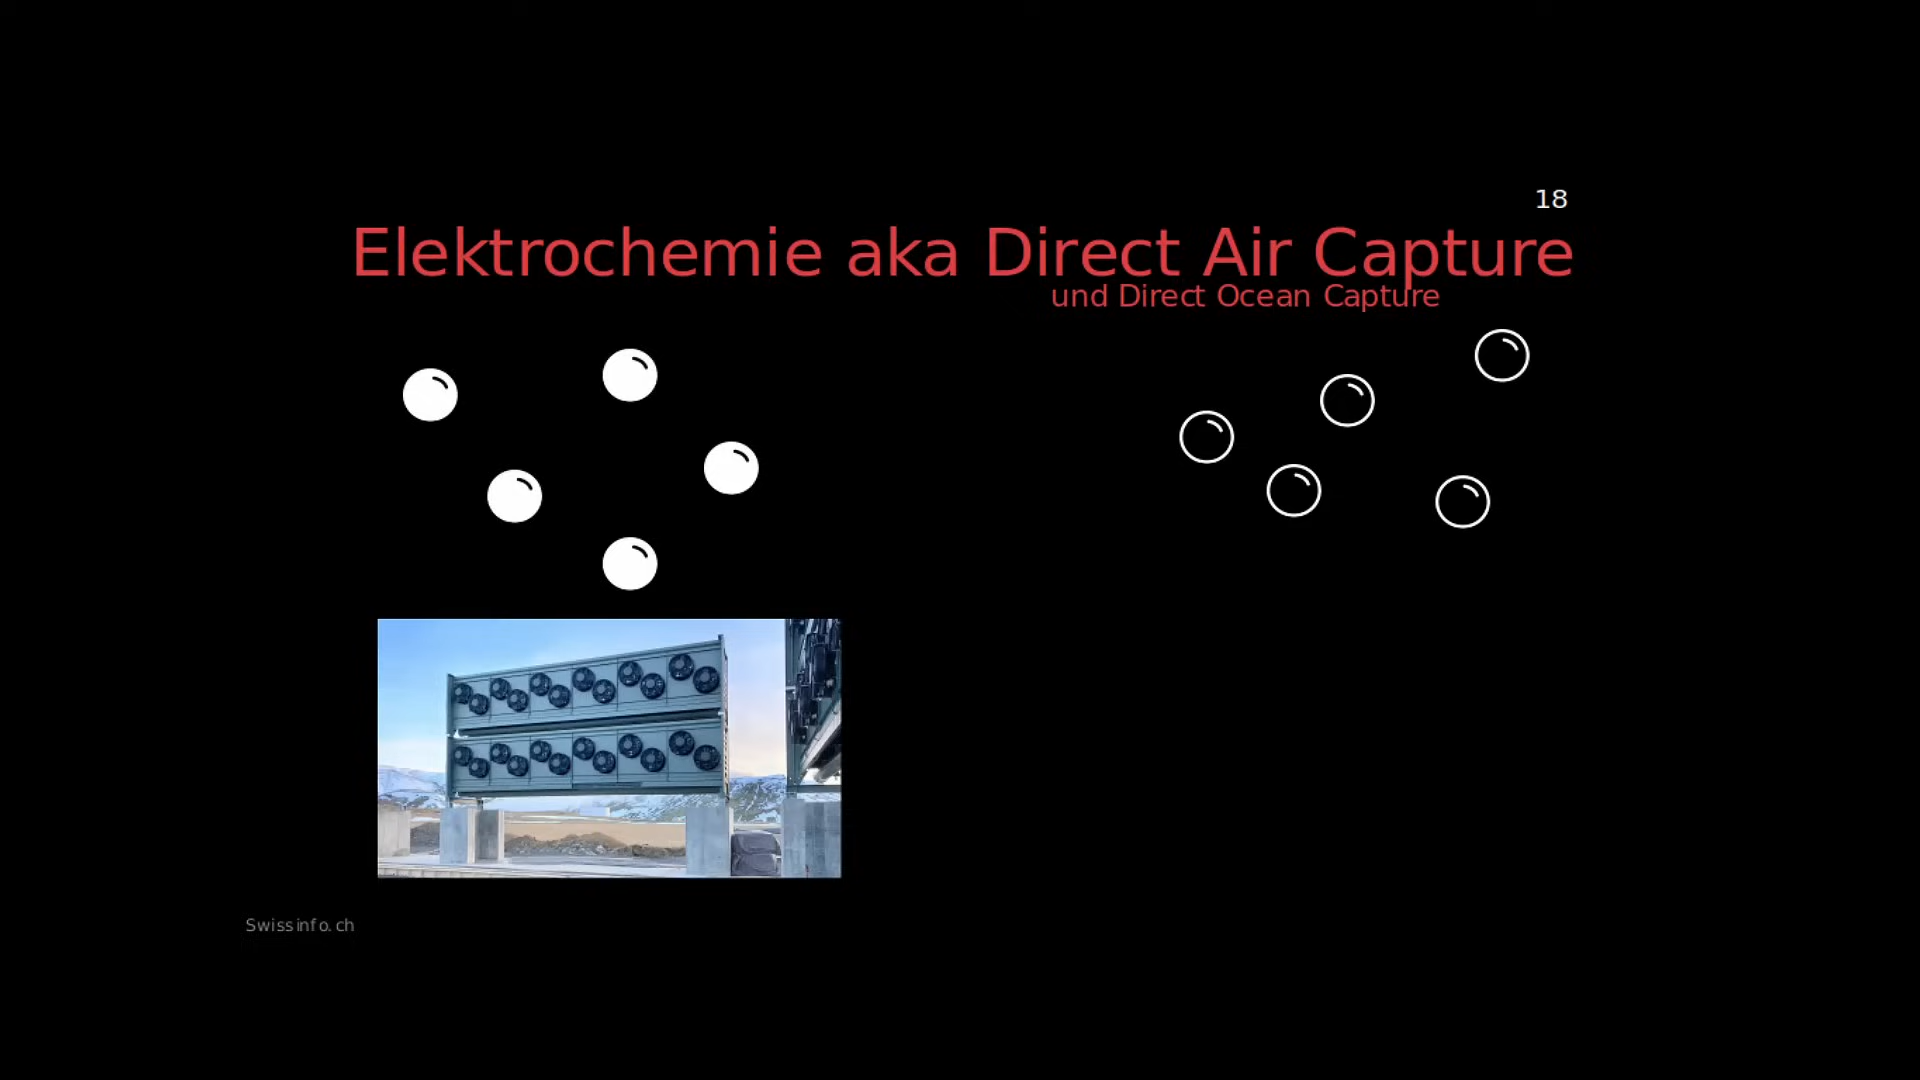 18
Elektrochemie aka Direct Air Capture
und Direct Ocean Capture
Swissinfo.ch